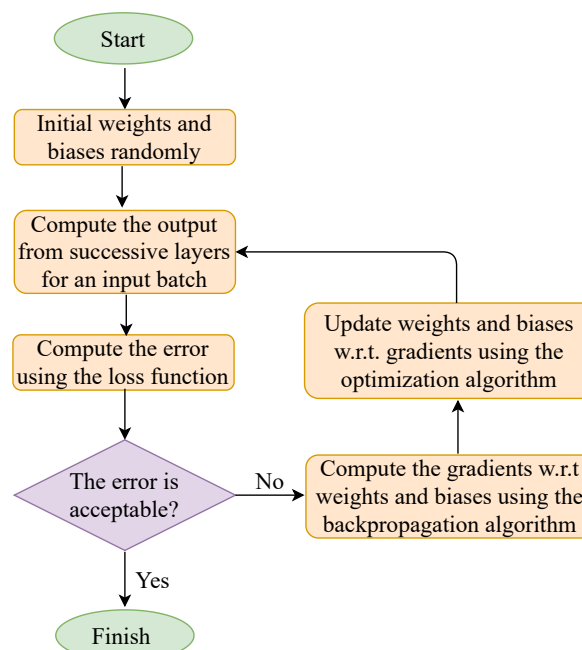 Start
Initial weights and
biases randomly
Compute the output
from successive layers
for an input batch
Compute the error
using the loss function
The error is
acceptable?
No
Yes
Finish
Compute the gradients w.r.t
weights and biases using the
backpropagation algorithm
Update weights and biases
w.r.t. gradients using the
optimization algorithm